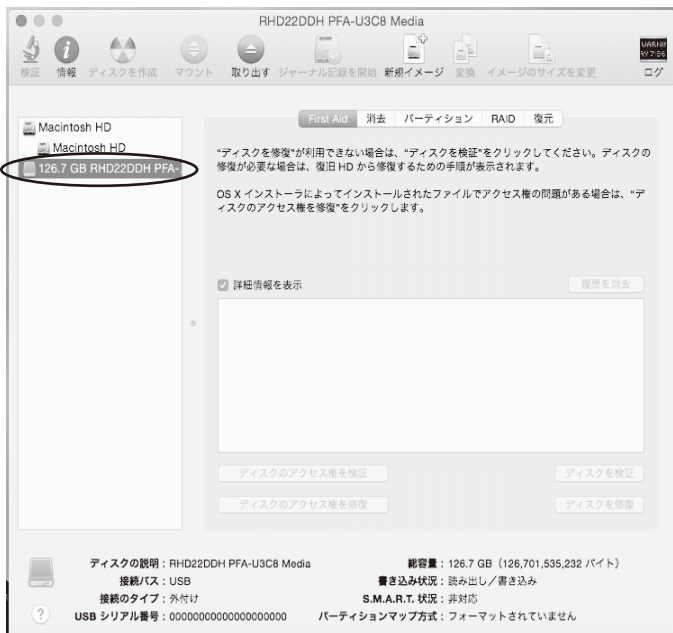 RHD22DDH PFA-U3C8 Media
検証 情報 ディスクを作成 マウント 取り出す ジャーナル記録を開始 新規イメージ 変換 イメージのサイズを変更 ログ
Macintosh HD
Macintosh HD
126.7 GB RHD22DDH PFA-
First Aid 消去 パーティション RAID 復元
"ディスクを修復"が利用できない場合は、"ディスクを検証"をクリックしてください。ディスクの
修復が必要な場合は、復旧 HD から修復するための手順が表示されます。
OS X インストーラによってインストールされたファイルでアクセス権の問題がある場合は、"デ
ィスクのアクセス権を修復"をクリックします。
詳細情報を表示 履歴を消去
ディスクのアクセス権を検証 ディスクを検証
ディスクのアクセス権を修復 ディスクを修復
ディスクの説明：RHD22DDH PFA-U3C8 Media 総容量：126.7 GB（126,701,535,232 バイト）
接続バス：USB 書き込み状況：読み出し／書き込み
接続のタイプ：外付け S.M.A.R.T. 状況：非対応
? USB シリアル番号：00000000000000000000 パーティションマップ方式：フォーマットされていません